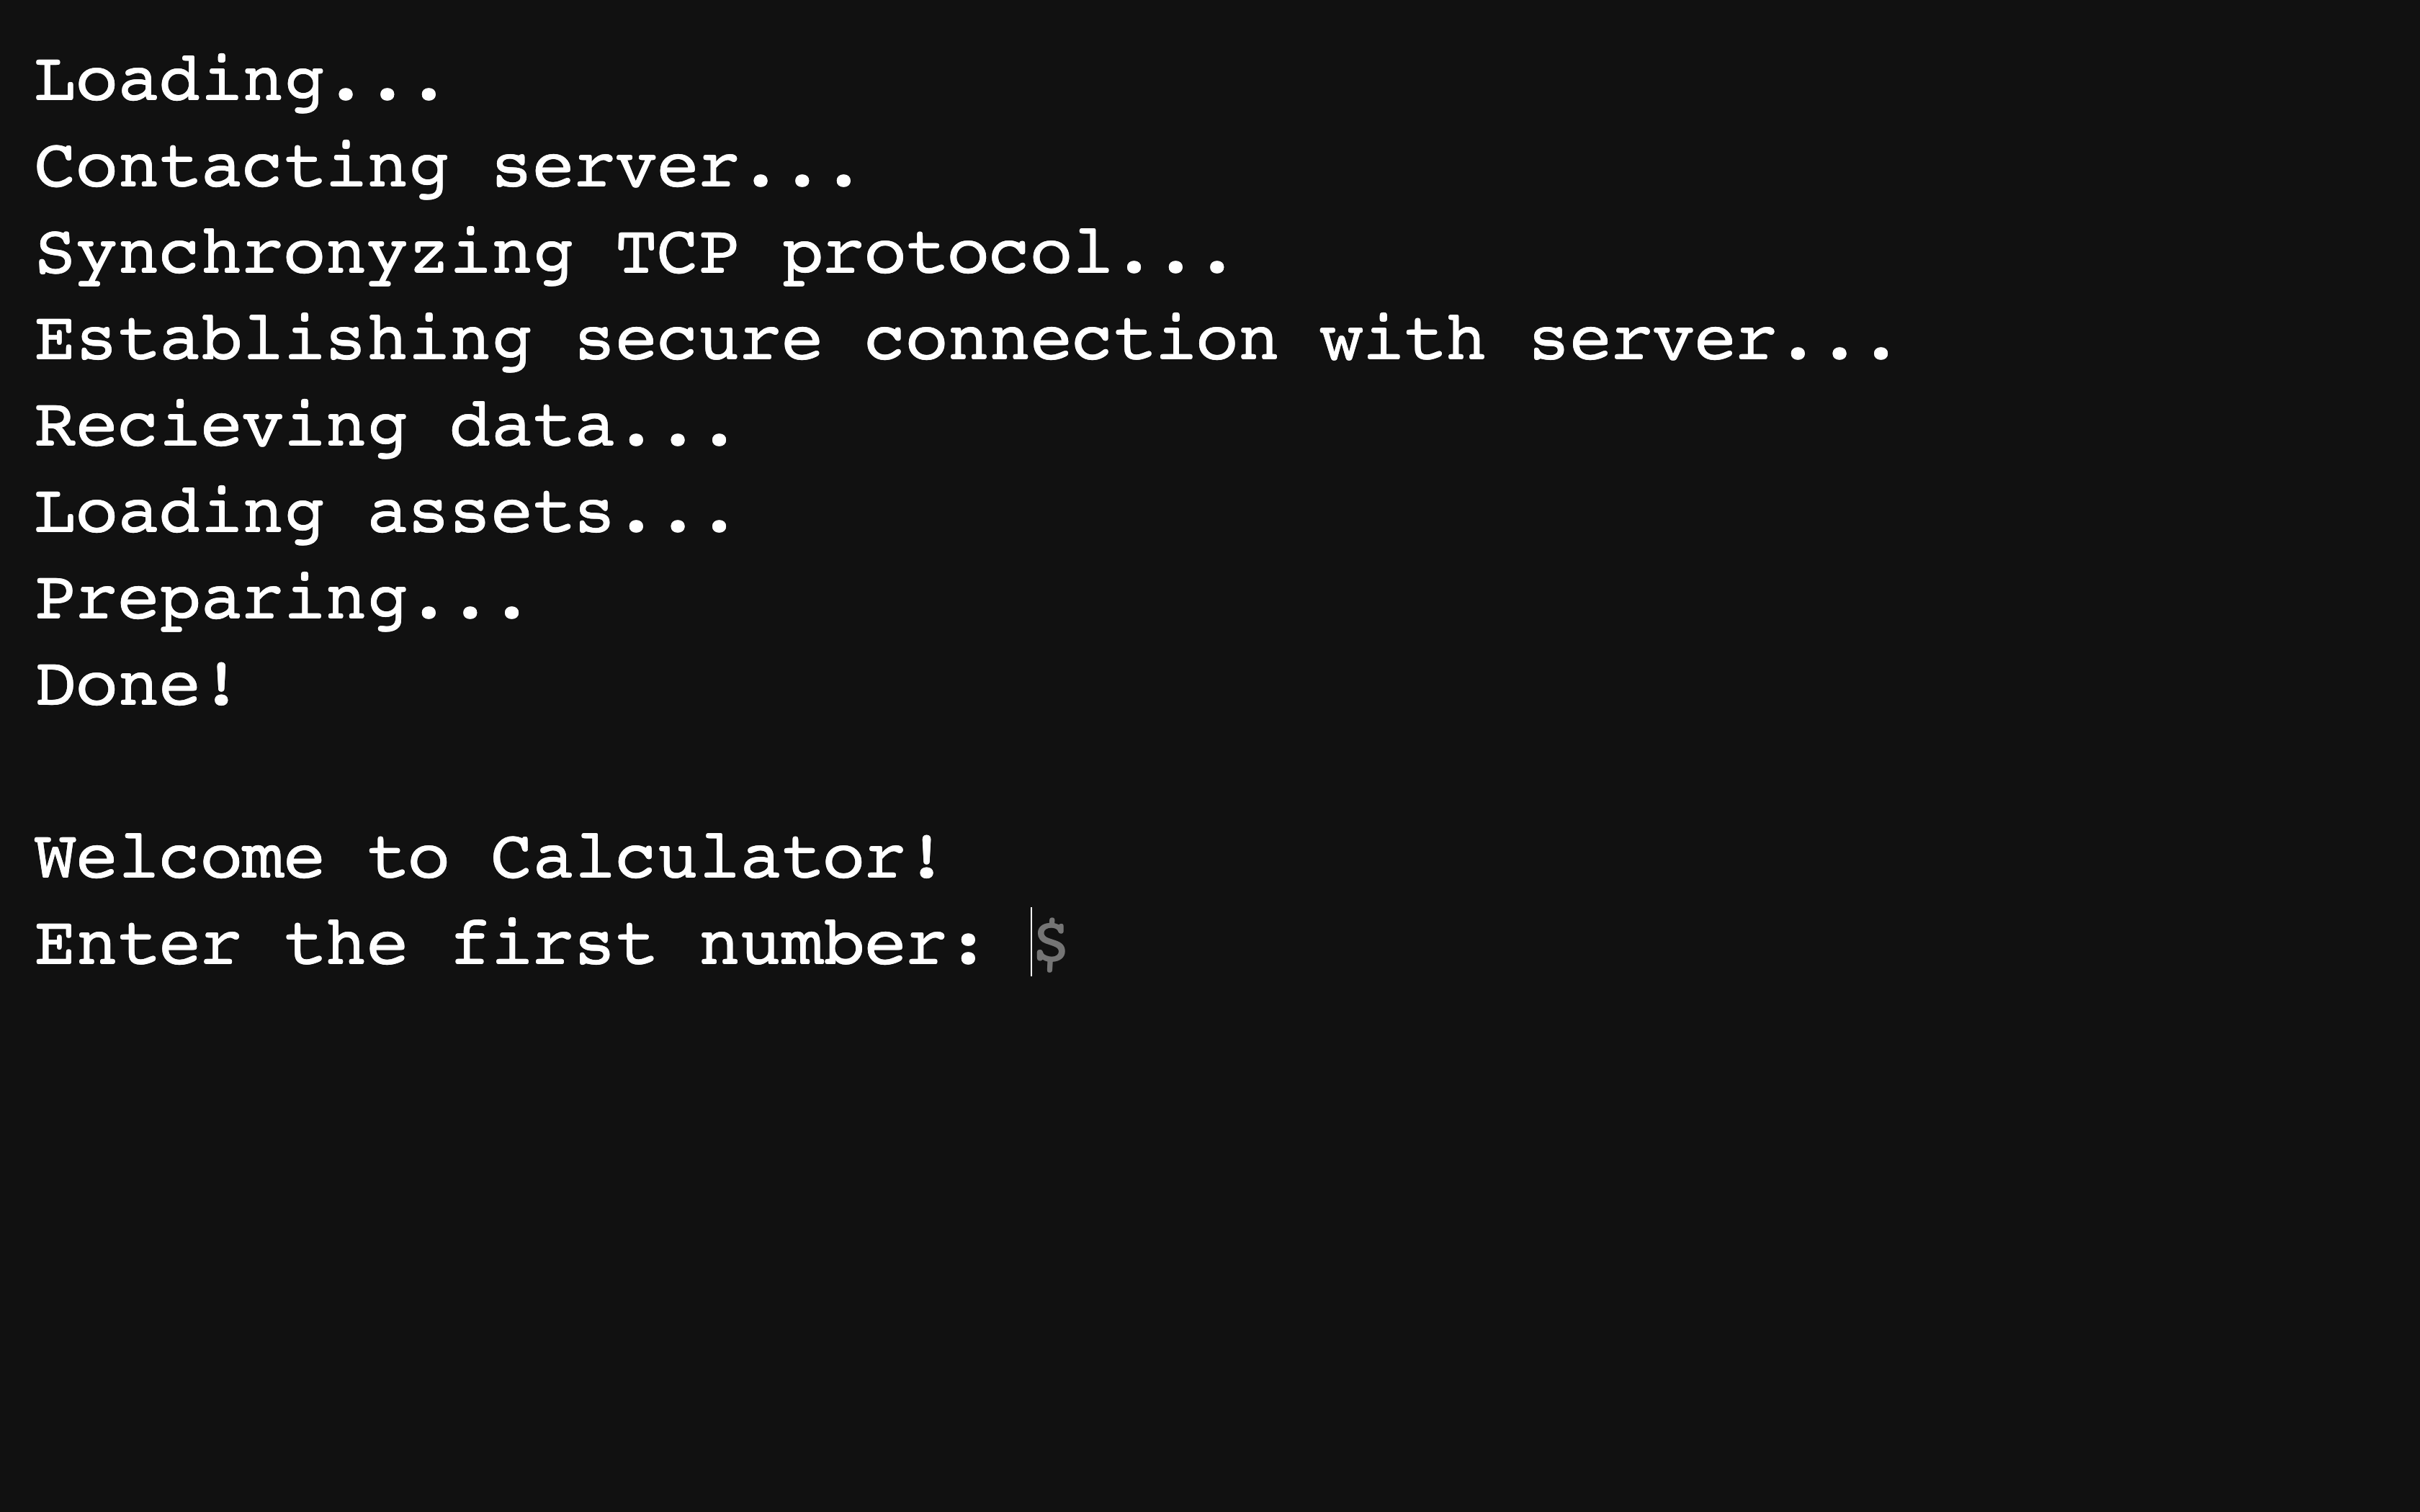 Loading...
Contacting server...
Synchronyzing TCP protocol...
Establishing secure connection with server...
Recieving data...
Loading assets...
Preparing...
Done!
Welcome to Calculator!
Enter the first number: $